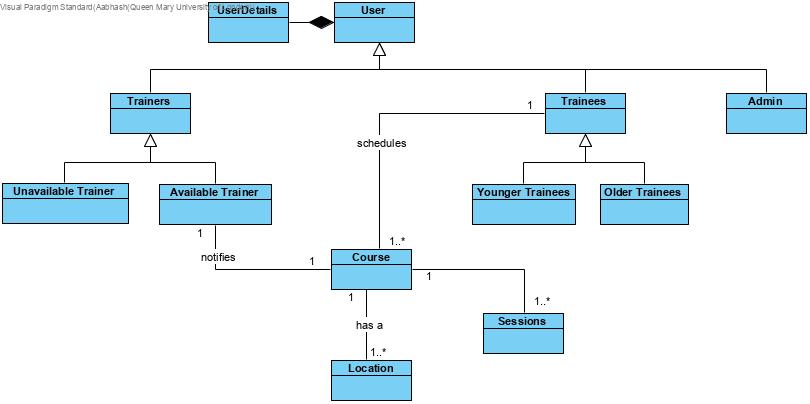 Visual Paradigm Standard(Aabhash(Queen Mary University of London))
UserDetails
User
Trainers
Trainees
Admin
1
schedules
Unavailable Trainer
Available Trainer
Younger Trainees
Older Trainees
1
notifies
1
1..*
Course
1
1
1..*
has a
Sessions
1..*
Location